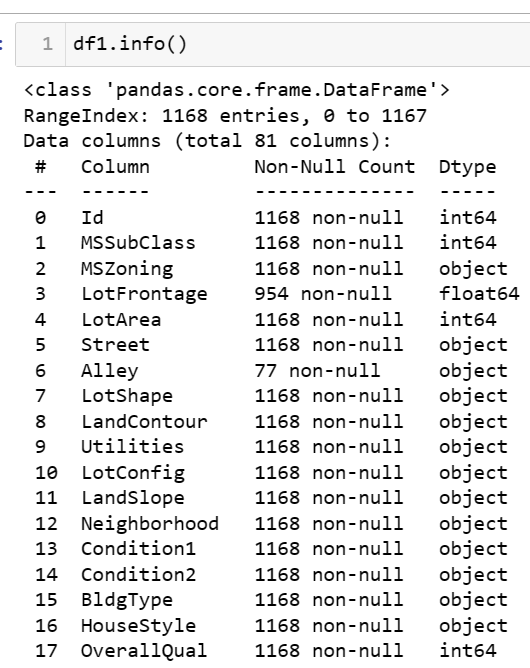 : 1 df1.info()
<class 'pandas.core.frame.DataFrame'>
RangeIndex: 1168 entries, 0 to 1167
Data columns (total 81 columns):
 #   Column        Non-Null Count  Dtype
---  ------        --------------  -----
 0   Id            1168 non-null   int64
 1   MSSubClass    1168 non-null   int64
 2   MSZoning      1168 non-null   object
 3   LotFrontage   954 non-null    float64
 4   LotArea       1168 non-null   int64
 5   Street        1168 non-null   object
 6   Alley         77 non-null     object
 7   LotShape      1168 non-null   object
 8   LandContour   1168 non-null   object
 9   Utilities     1168 non-null   object
 10  LotConfig     1168 non-null   object
 11  LandSlope     1168 non-null   object
 12  Neighborhood  1168 non-null   object
 13  Condition1    1168 non-null   object
 14  Condition2    1168 non-null   object
 15  BldgType      1168 non-null   object
 16  HouseStyle    1168 non-null   object
 17  OverallQual   1168 non-null   int64